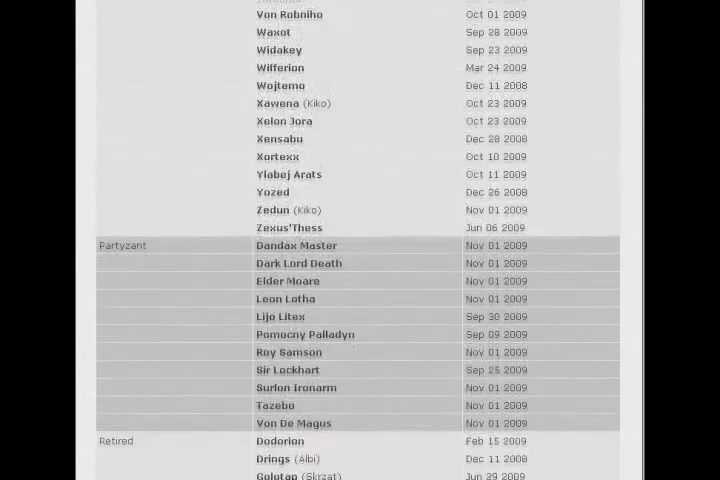 Von Robniho Oct 01 2009
Waxot Sep 28 2009
Widakey Sep 23 2009
Wifferion Mar 24 2009
Wojtemo Dec 11 2008
Xawena (Kiko) Oct 23 2009
Xelon Jora Oct 23 2009
Xensabu Dec 28 2008
Xortexx Oct 10 2009
Ylabej Arats Oct 11 2009
Yozed Dec 26 2008
Zedun (Kiko) Nov 01 2009
Zexus'Thess Jun 06 2009
Partyzant Dandax Master Nov 01 2009
Dark Lord Death Nov 01 2009
Elder Moare Nov 01 2009
Leon Lotha Nov 01 2009
Lijo Litex Sep 30 2009
Pomocny Palladyn Sep 09 2009
Roy Samson Nov 01 2009
Sir Lockhart Sep 25 2009
Surlon Ironarm Nov 01 2009
Tazebo Nov 01 2009
Von De Magus Nov 01 2009
Retired Dodorion Feb 15 2009
Drings (Albi) Dec 11 2008
Golotap (Skrzat) Jun 29 2009